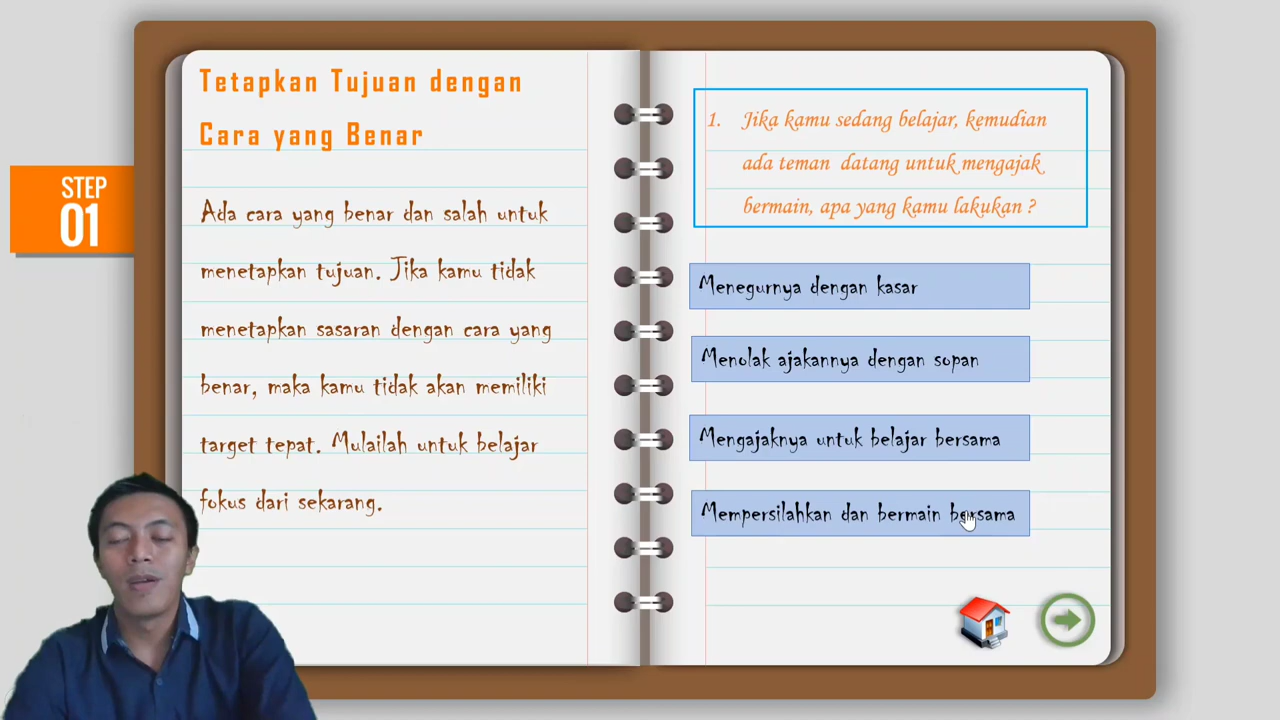 STEP
01
Tetapkan Tujuan dengan
Cara yang Benar
Ada cara yang benar dan salah untuk
menetapkan tujuan. Jika kamu tidak
menetapkan sasaran dengan cara yang
benar, maka kamu tidak akan memiliki
target tepat. Mulailah untuk belajar
fokus dari sekarang.
1. Jika kamu sedang belajar, kemudian
ada teman datang untuk mengajak
bermain, apa yang kamu lakukan ?
Menegurnya dengan kasar
Menolak ajakannya dengan sopan
Mengajaknya untuk belajar bersama
Mempersilahkan dan bermain bersama